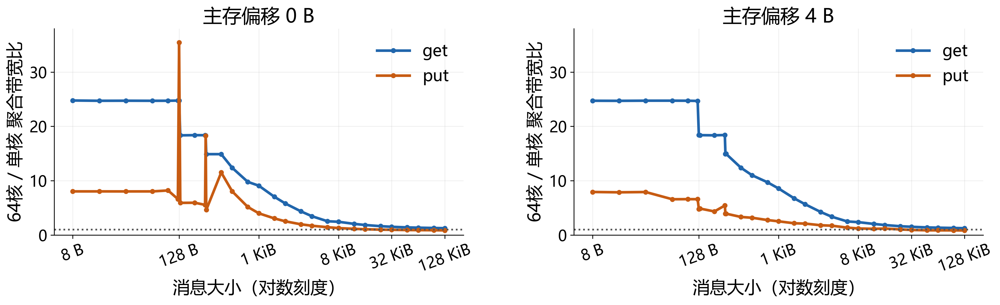 主存偏移 0 B
64核 / 单核 聚合带宽比
30
20
10
0
get
put
8 B
128 B
1 KiB
8 KiB
32 KiB
128 KiB
消息大小（对数刻度）
主存偏移 4 B
64核 / 单核 聚合带宽比
30
20
10
0
get
put
8 B
128 B
1 KiB
8 KiB
32 KiB
128 KiB
消息大小（对数刻度）